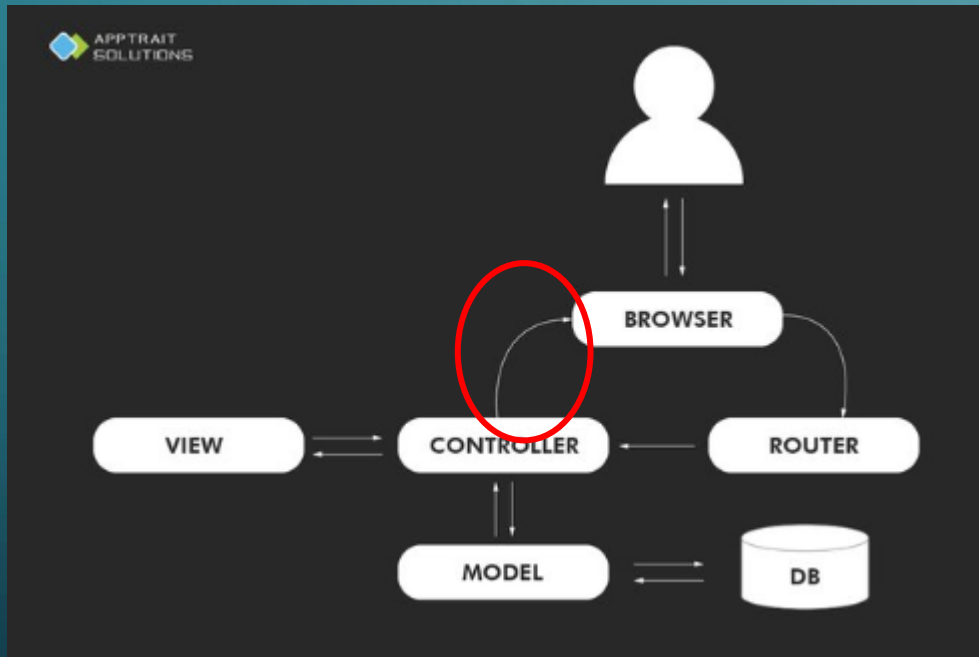 APPTRAIT
SOLUTIONS
BROWSER
VIEW
CONTROLLER
ROUTER
MODEL
DB